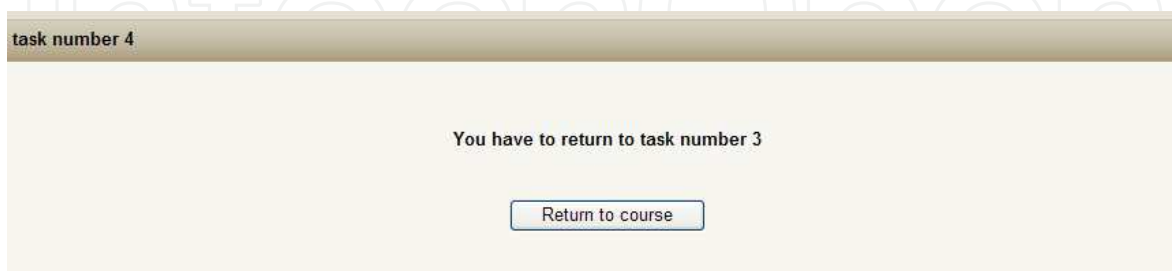 task number 4
You have to return to task number 3
Return to course